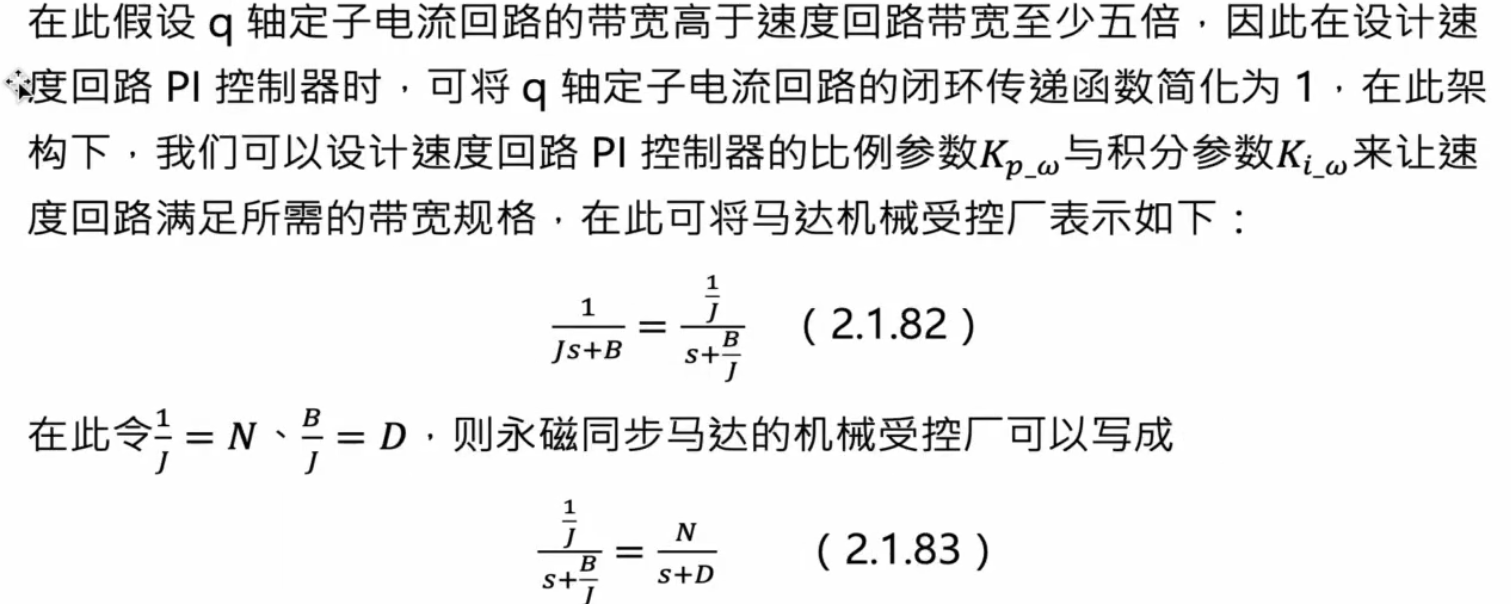 在此假设 q 轴定子电流回路的带宽高于速度回路带宽至少五倍，因此在设计速
度回路 PI 控制器时，可将 q 轴定子电流回路的闭环传递函数简化为 1，在此架
构下，我们可以设计速度回路 PI 控制器的比例参数$K_{p\_\omega}$与积分参数$K_{i\_\omega}$来让速
度回路满足所需的带宽规格，在此可将马达机械受控厂表示如下：
$\frac{1}{Js+B}=\frac{\frac{1}{J}}{s+\frac{B}{J}}$ （2.1.82）
在此令$\frac{1}{J}=N$、$\frac{B}{J}=D$，则永磁同步马达的机械受控厂可以写成
$\frac{\frac{1}{J}}{s+\frac{B}{J}}=\frac{N}{s+D}$ （2.1.83）